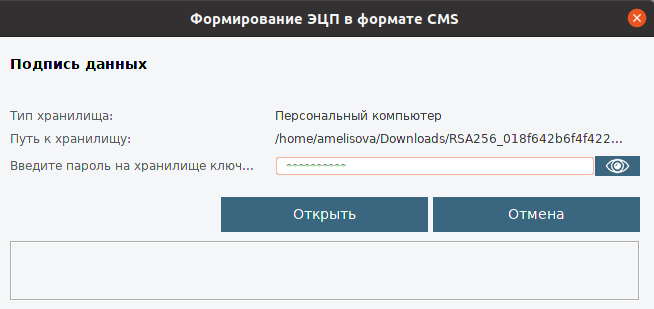 Формирование ЭЦП в формате CMS
Подпись данных
Тип хранилища: Персональный компьютер
Путь к хранилищу: /home/amelisova/Downloads/RSA256_018f642b6f4f422...
Введите пароль на хранилище ключ... **********
Открыть Отмена